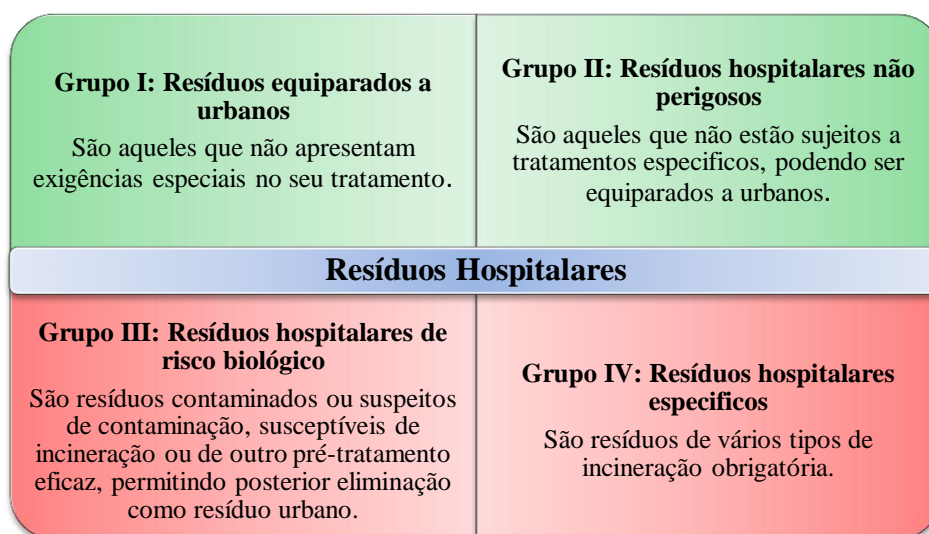 Grupo I: Resíduos equiparados a
urbanos
São aqueles que não apresentam
exigências especiais no seu tratamento.
Grupo II: Resíduos hospitalares não
perigosos
São aqueles que não estão sujeitos a
tratamentos especificos, podendo ser
equiparados a urbanos.
Resíduos Hospitalares
Grupo III: Resíduos hospitalares de
risco biológico
São resíduos contaminados ou suspeitos
de contaminação, susceptíveis de
incineração ou de outro pré-tratamento
eficaz, permitindo posterior eliminação
como resíduo urbano.
Grupo IV: Resíduos hospitalares
especificos
São resíduos de vários tipos de
incineração obrigatória.